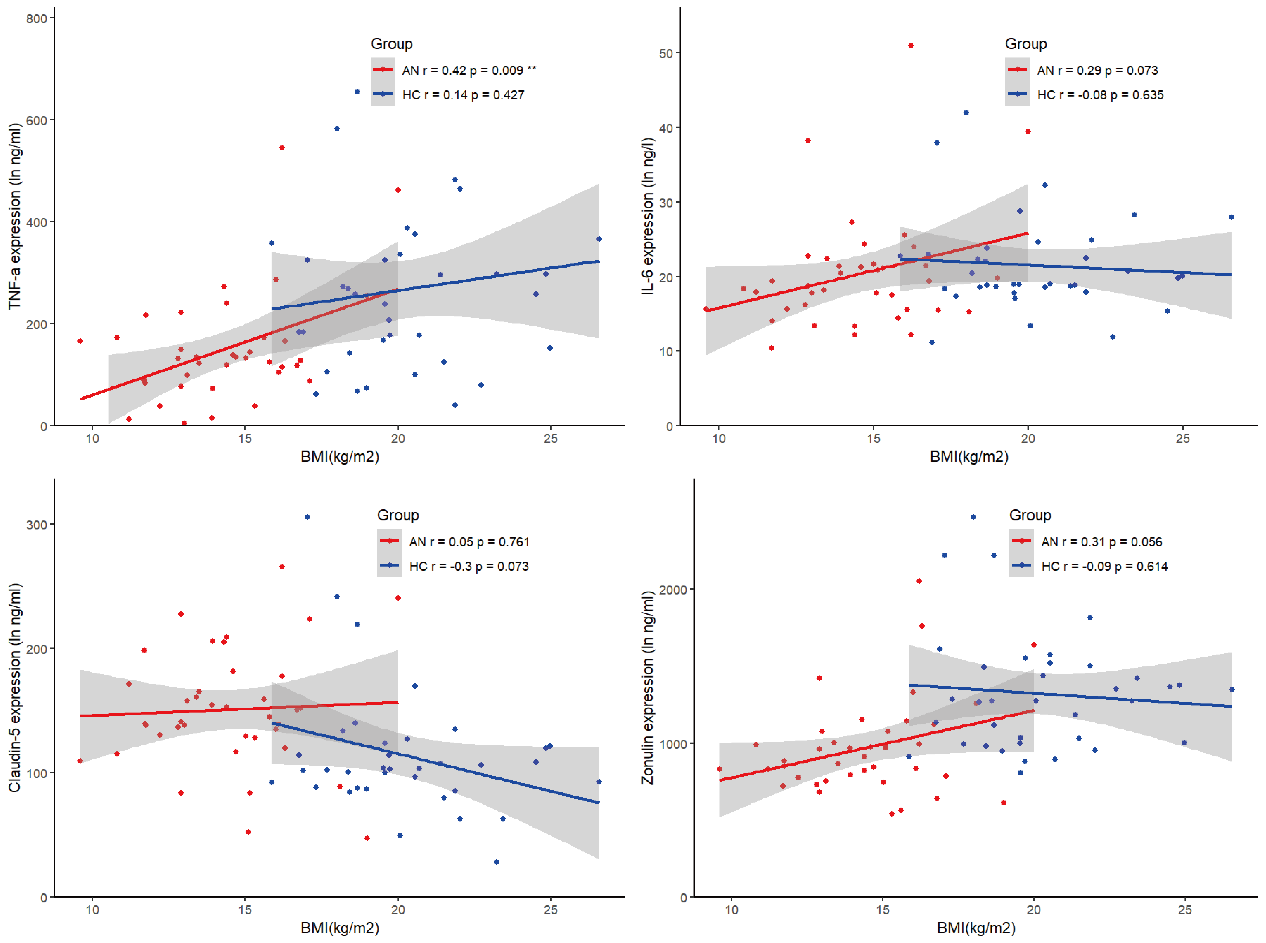 TNF-a expression (ln ng/ml)
800
600
400
200
0
10 15 20 25
BMI(kg/m2)
Group
AN r = 0.42 p = 0.009 **
HC r = 0.14 p = 0.427
IL-6 expression (ln ng/l)
50
40
30
20
10
0
10 15 20 25
BMI(kg/m2)
Group
AN r = 0.29 p = 0.073
HC r = -0.08 p = 0.635
Claudin-5 expression (ln ng/ml)
300
200
100
0
10 15 20 25
BMI(kg/m2)
Group
AN r = 0.05 p = 0.761
HC r = -0.3 p = 0.073
Zonulin expression (ln ng/ml)
2000
1000
0
10 15 20 25
BMI(kg/m2)
Group
AN r = 0.31 p = 0.056
HC r = -0.09 p = 0.614